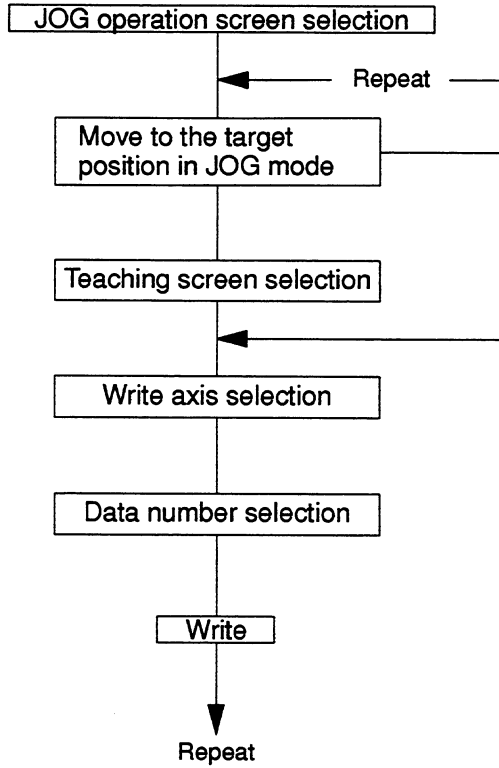 JOG operation screen selection
Repeat
Move to the target
position in JOG mode
Teaching screen selection
Write axis selection
Data number selection
Write
Repeat